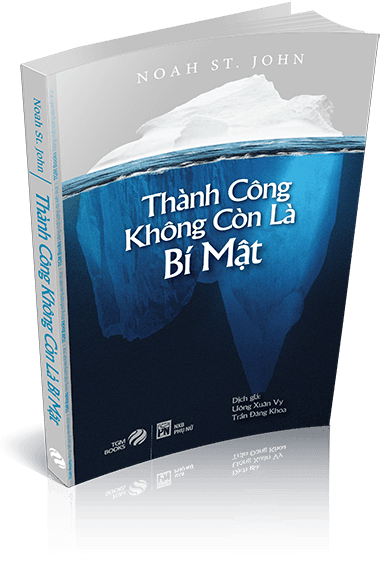 NOAH ST. JOHN
Thành Công
Không Còn Là
Bí Mật
Dịch giả:
Uông Xuân Vy
Trần Đăng Khoa
TGM
BOOKS
NXB
PHỤ NỮ
Noah St. John
Thành Công Không Còn Là Bí Mật